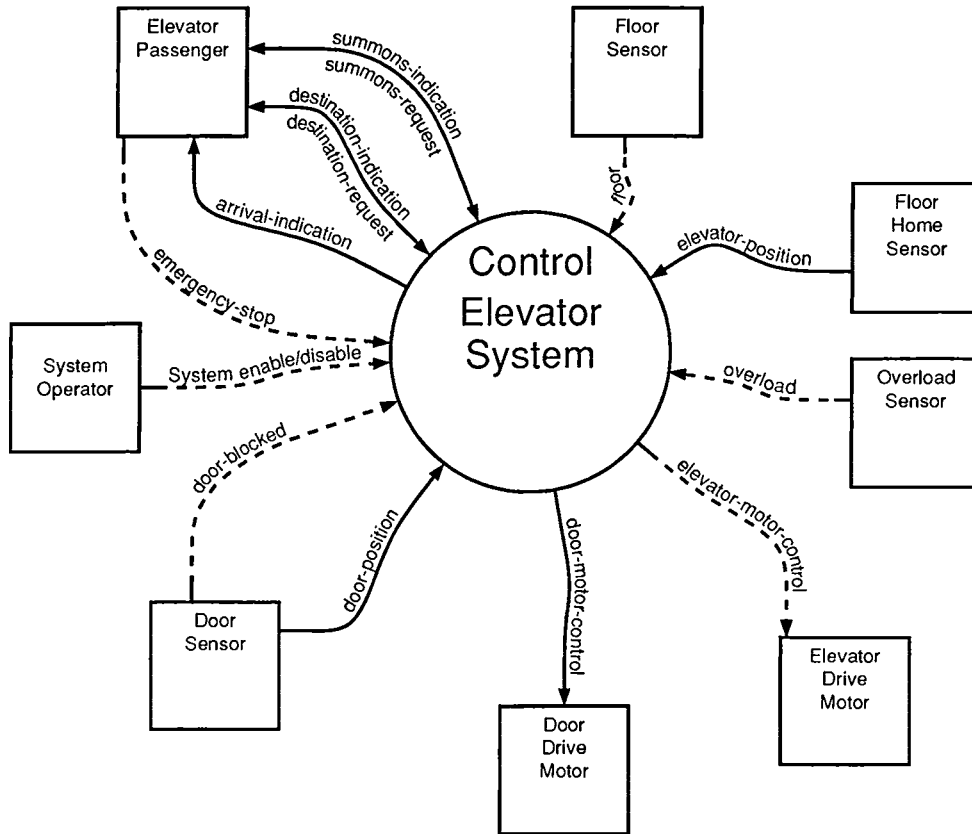 Elevator
Passenger
summons-indication
summons-request
destination-indication
destination-request
arrival-indication
emergency-stop
Floor
Sensor
floor
Floor
Home
Sensor
elevator-position
Control
Elevator
System
System
Operator
System enable/disable
overload
Overload
Sensor
door-blocked
door-position
Door
Sensor
door-motor-control
Door
Drive
Motor
elevator-motor-control
Elevator
Drive
Motor